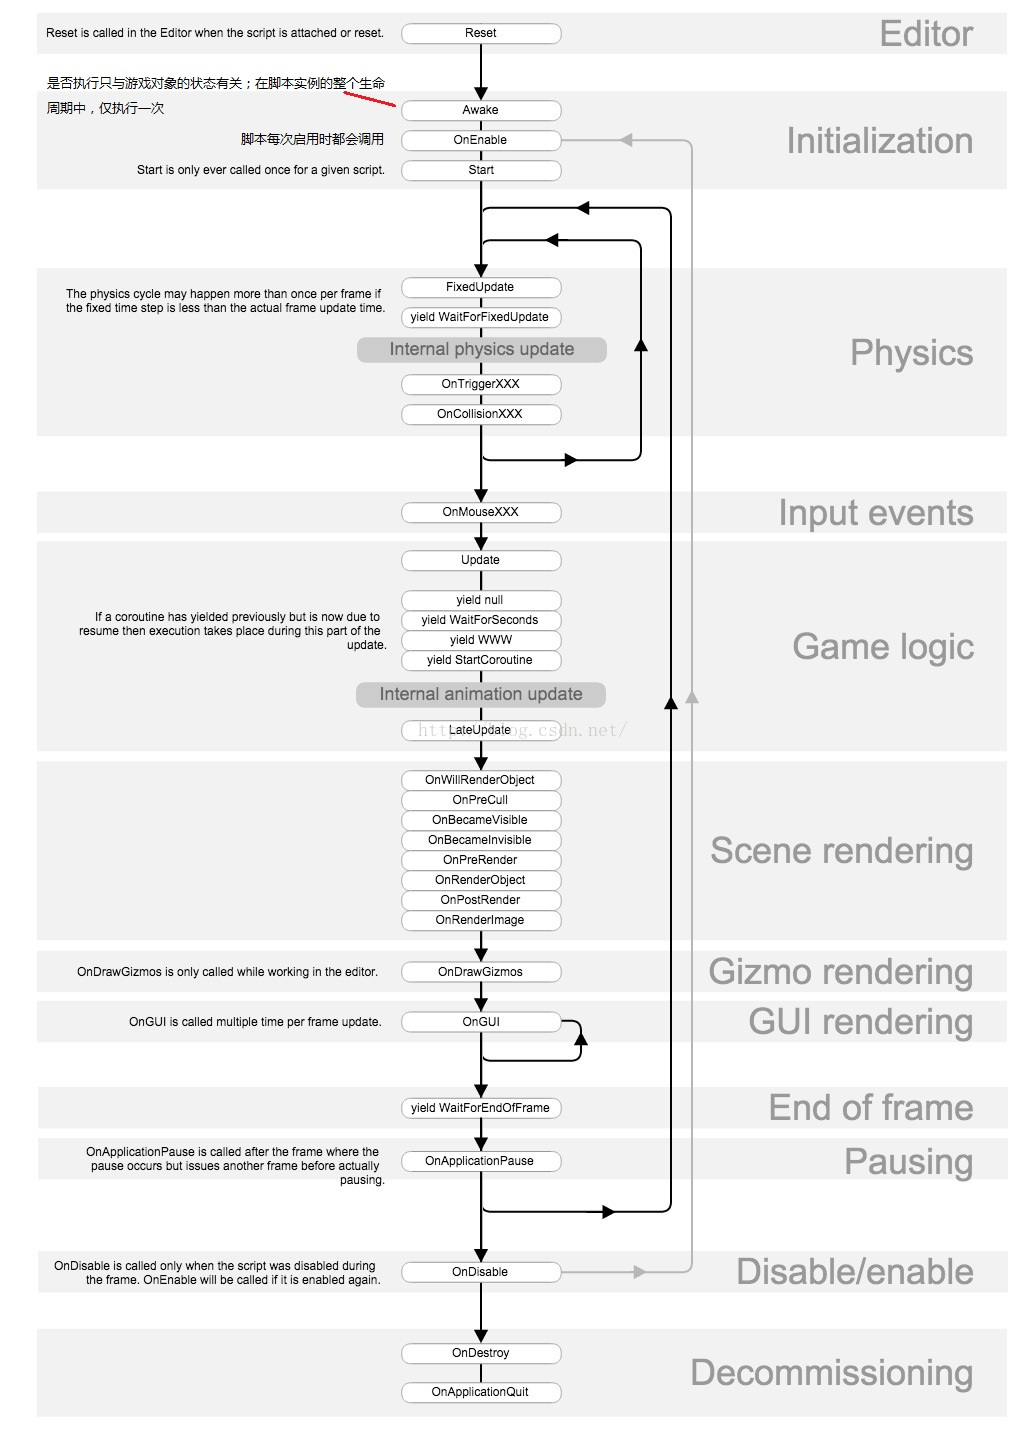 Reset is called in the Editor when the script is attached or reset.
Reset
Editor
是否执行只与游戏对象的状态有关；在脚本实例的整个生命
周期中，仅执行一次
Awake
脚本每次启用时都会调用
OnEnable
Initialization
Start is only ever called once for a given script.
Start
The physics cycle may happen more than once per frame if
the fixed time step is less than the actual frame update time.
FixedUpdate
yield WaitForFixedUpdate
Internal physics update
Physics
OnTriggerXXX
OnCollisionXXX
OnMouseXXX
Input events
Update
If a coroutine has yielded previously but is now due to
resume then execution takes place during this part of the
update.
yield null
yield WaitForSeconds
yield WWW
yield StartCoroutine
Game logic
Internal animation update
LateUpdate
http://blog.csdn.net/
OnWillRenderObject
OnPreCull
OnBecameVisible
OnBecameInvisible
OnPreRender
OnRenderObject
OnPostRender
OnRenderImage
Scene rendering
OnDrawGizmos is only called while working in the editor.
OnDrawGizmos
Gizmo rendering
OnGUI is called multiple time per frame update.
OnGUI
GUI rendering
yield WaitForEndOfFrame
End of frame
OnApplicationPause is called after the frame where the
pause occurs but issues another frame before actually
pausing.
OnApplicationPause
Pausing
OnDisable is called only when the script was disabled during
the frame. OnEnable will be called if it is enabled again.
OnDisable
Disable/enable
OnDestroy
OnApplicationQuit
Decommissioning